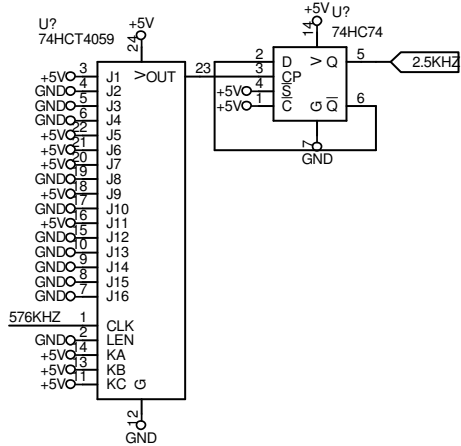 U?
74HCT4059
+5V
24
V
OUT
23
+5V 3 J1
GND 4 J2
GND 5 J3
GND 6 J4
+5V 22 J5
+5V 21 J6
+5V 20 J7
GND 19 J8
+5V 18 J9
GND 17 J10
+5V 16 J11
GND 15 J12
GND 10 J13
GND 9 J14
GND 8 J15
GND 7 J16
576KHZ 1 CLK
GND 2 LEN
+5V 14 KA
+5V 13 KB
+5V 11 KC
G
12
GND
+5V
14
U?
74HC74
2 D V Q 5
3 CP
+5V 4 S
+5V 1 C G Q 6
7
GND
2.5KHZ